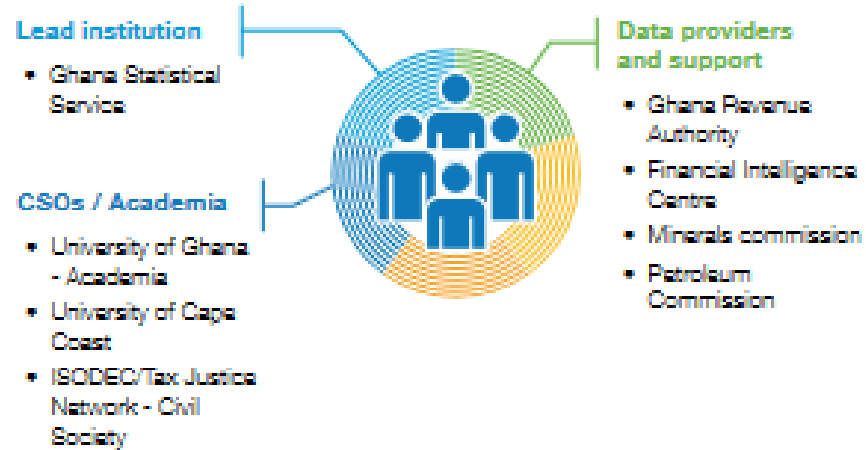 Lead institution
• Ghana Statistical
Service
CSOs / Academia
• University of Ghana
- Academia
• University of Cape
Coast
• ISODEC/Tax Justice
Network - Civil
Society
Data providers
and support
• Ghana Revenue
Authority
• Financial Intelligence
Centre
• Minerals commission
• Petroleum
Commission